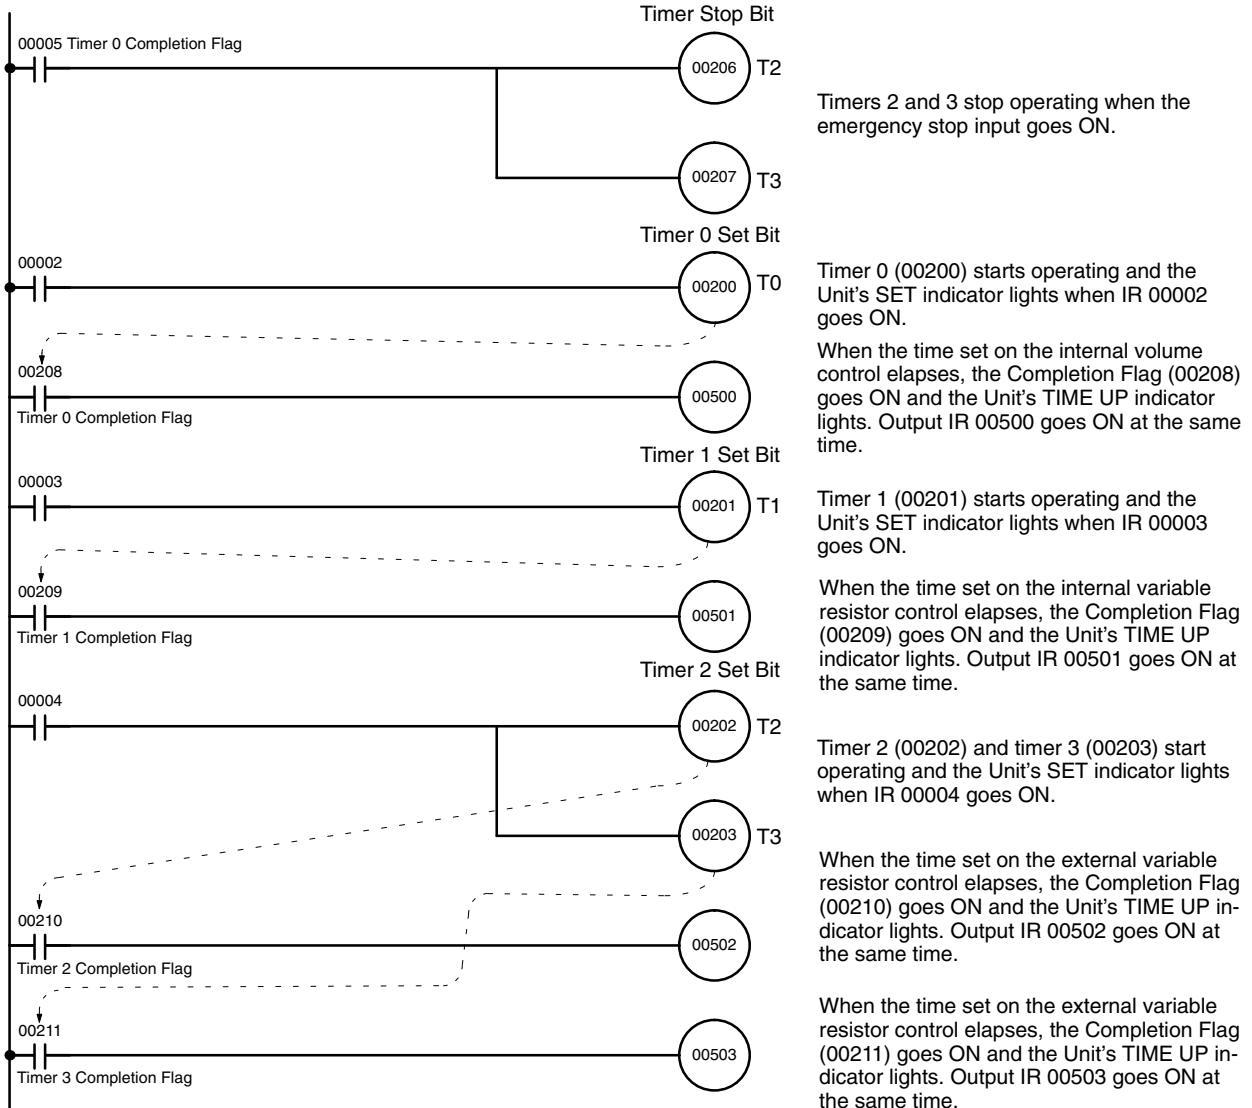 Timer Stop Bit
00005 Timer 0 Completion Flag
00206 T2
Timers 2 and 3 stop operating when the
emergency stop input goes ON.
00207 T3
Timer 0 Set Bit
00002
00200 T0
Timer 0 (00200) starts operating and the
Unit's SET indicator lights when IR 00002
goes ON.
00208
00500
Timer 0 Completion Flag
When the time set on the internal volume
control elapses, the Completion Flag (00208)
goes ON and the Unit's TIME UP indicator
lights. Output IR 00500 goes ON at the same
time.
Timer 1 Set Bit
00003
00201 T1
Timer 1 (00201) starts operating and the
Unit's SET indicator lights when IR 00003
goes ON.
00209
00501
Timer 1 Completion Flag
When the time set on the internal variable
resistor control elapses, the Completion Flag
(00209) goes ON and the Unit's TIME UP
indicator lights. Output IR 00501 goes ON at
the same time.
Timer 2 Set Bit
00004
00202 T2
Timer 2 (00202) and timer 3 (00203) start
operating and the Unit's SET indicator lights
when IR 00004 goes ON.
00203 T3
00210
00502
Timer 2 Completion Flag
When the time set on the external variable
resistor control elapses, the Completion Flag
(00210) goes ON and the Unit's TIME UP in-
dicator lights. Output IR 00502 goes ON at
the same time.
00211
00503
Timer 3 Completion Flag
When the time set on the external variable
resistor control elapses, the Completion Flag
(00211) goes ON and the Unit's TIME UP in-
dicator lights. Output IR 00503 goes ON at
the same time.